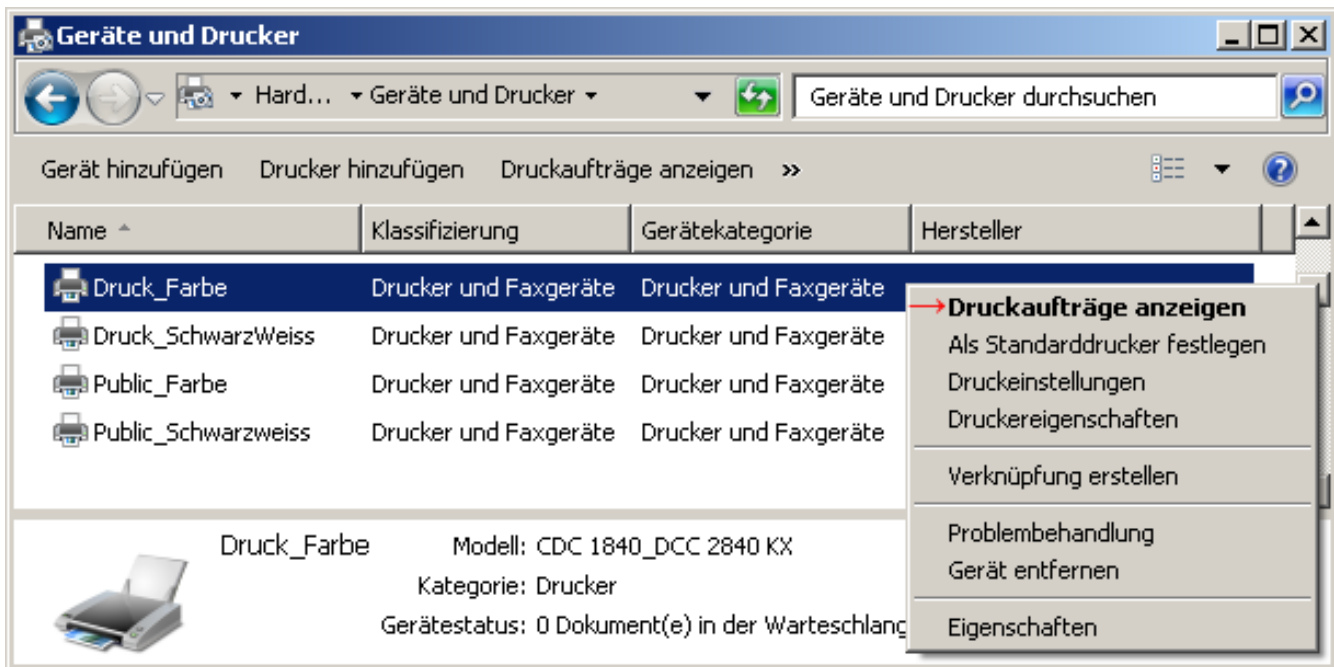 Geräte und Drucker
Hard... Geräte und Drucker Geräte und Drucker durchsuchen
Gerät hinzufügen Drucker hinzufügen Druckaufträge anzeigen »
Name Klassifizierung Gerätekategorie Hersteller
Druck_Farbe Drucker und Faxgeräte Drucker und Faxgeräte
Druck_SchwarzWeiss Drucker und Faxgeräte Drucker und Faxgeräte
Public_Farbe Drucker und Faxgeräte Drucker und Faxgeräte
Public_Schwarzweiss Drucker und Faxgeräte Drucker und Faxgeräte
Druckaufträge anzeigen
Als Standarddrucker festlegen
Druckeinstellungen
Druckereigenschaften
Verknüpfung erstellen
Problembehandlung
Gerät entfernen
Eigenschaften
Druck_Farbe Modell: CDC 1840_DCC 2840 KX
Kategorie: Drucker
Gerätestatus: 0 Dokument(e) in der Warteschlang